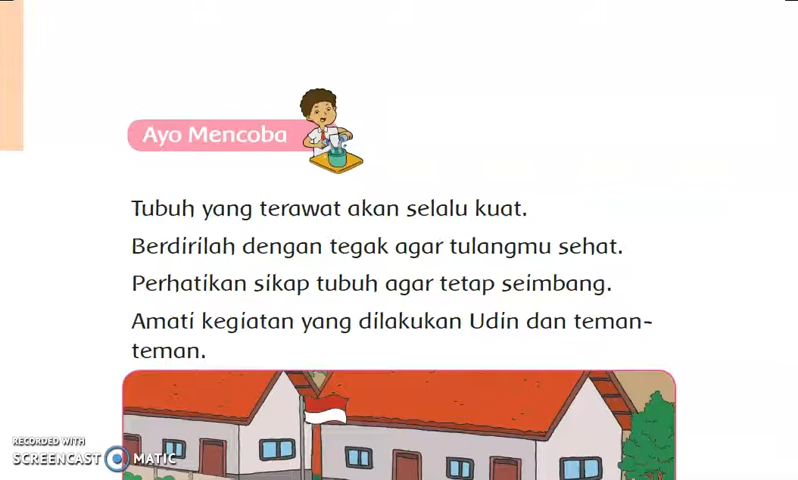 Ayo Mencoba
Tubuh yang terawat akan selalu kuat.
Berdirilah dengan tegak agar tulangmu sehat.
Perhatikan sikap tubuh agar tetap seimbang.
Amati kegiatan yang dilakukan Udin dan teman-
teman.
RECORDED WITH
SCREENCAST MATIC